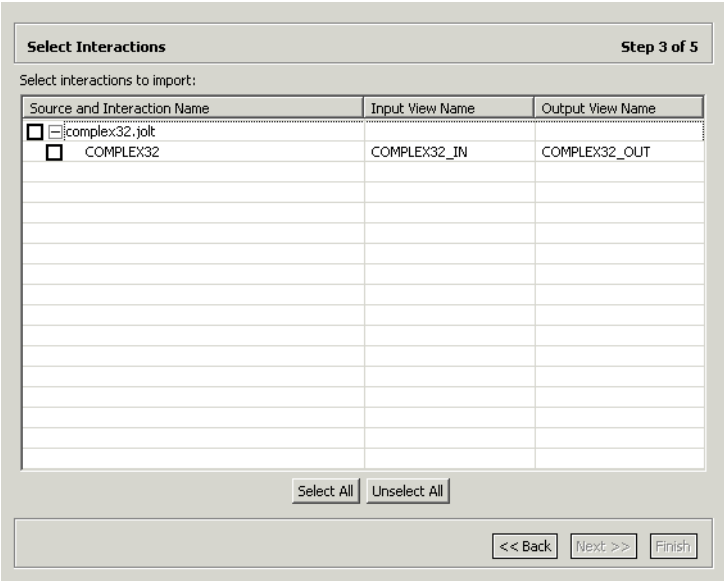 Select Interactions Step 3 of 5
Select interactions to import:
Source and Interaction Name Input View Name Output View Name
complex32.jolt
COMPLEX32 COMPLEX32_IN COMPLEX32_OUT
Select All Unselect All
<< Back Next >> Finish